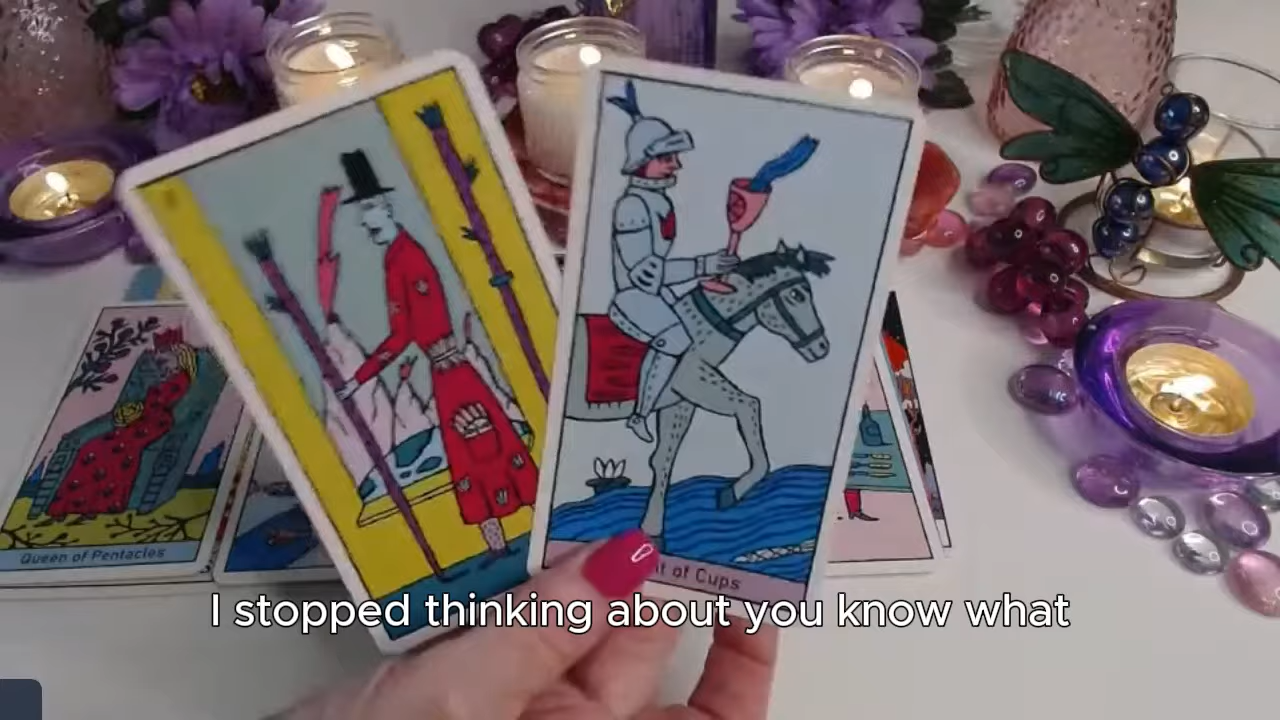 Queen of Pentacles
of Cups
I stopped thinking about you know what